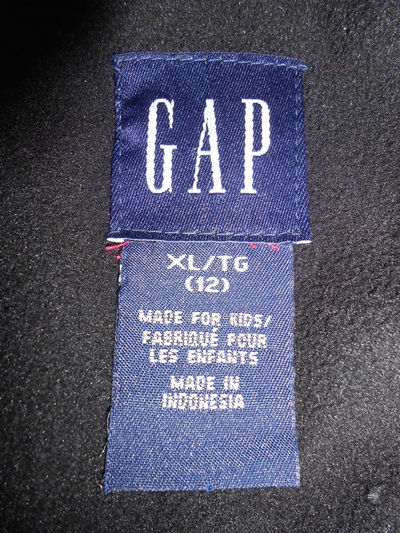 GAP
XL/TG
(12)
MADE FOR KIDS/
FABRIQUÉ POUR
LES ENFANTS
MADE IN
INDONESIA